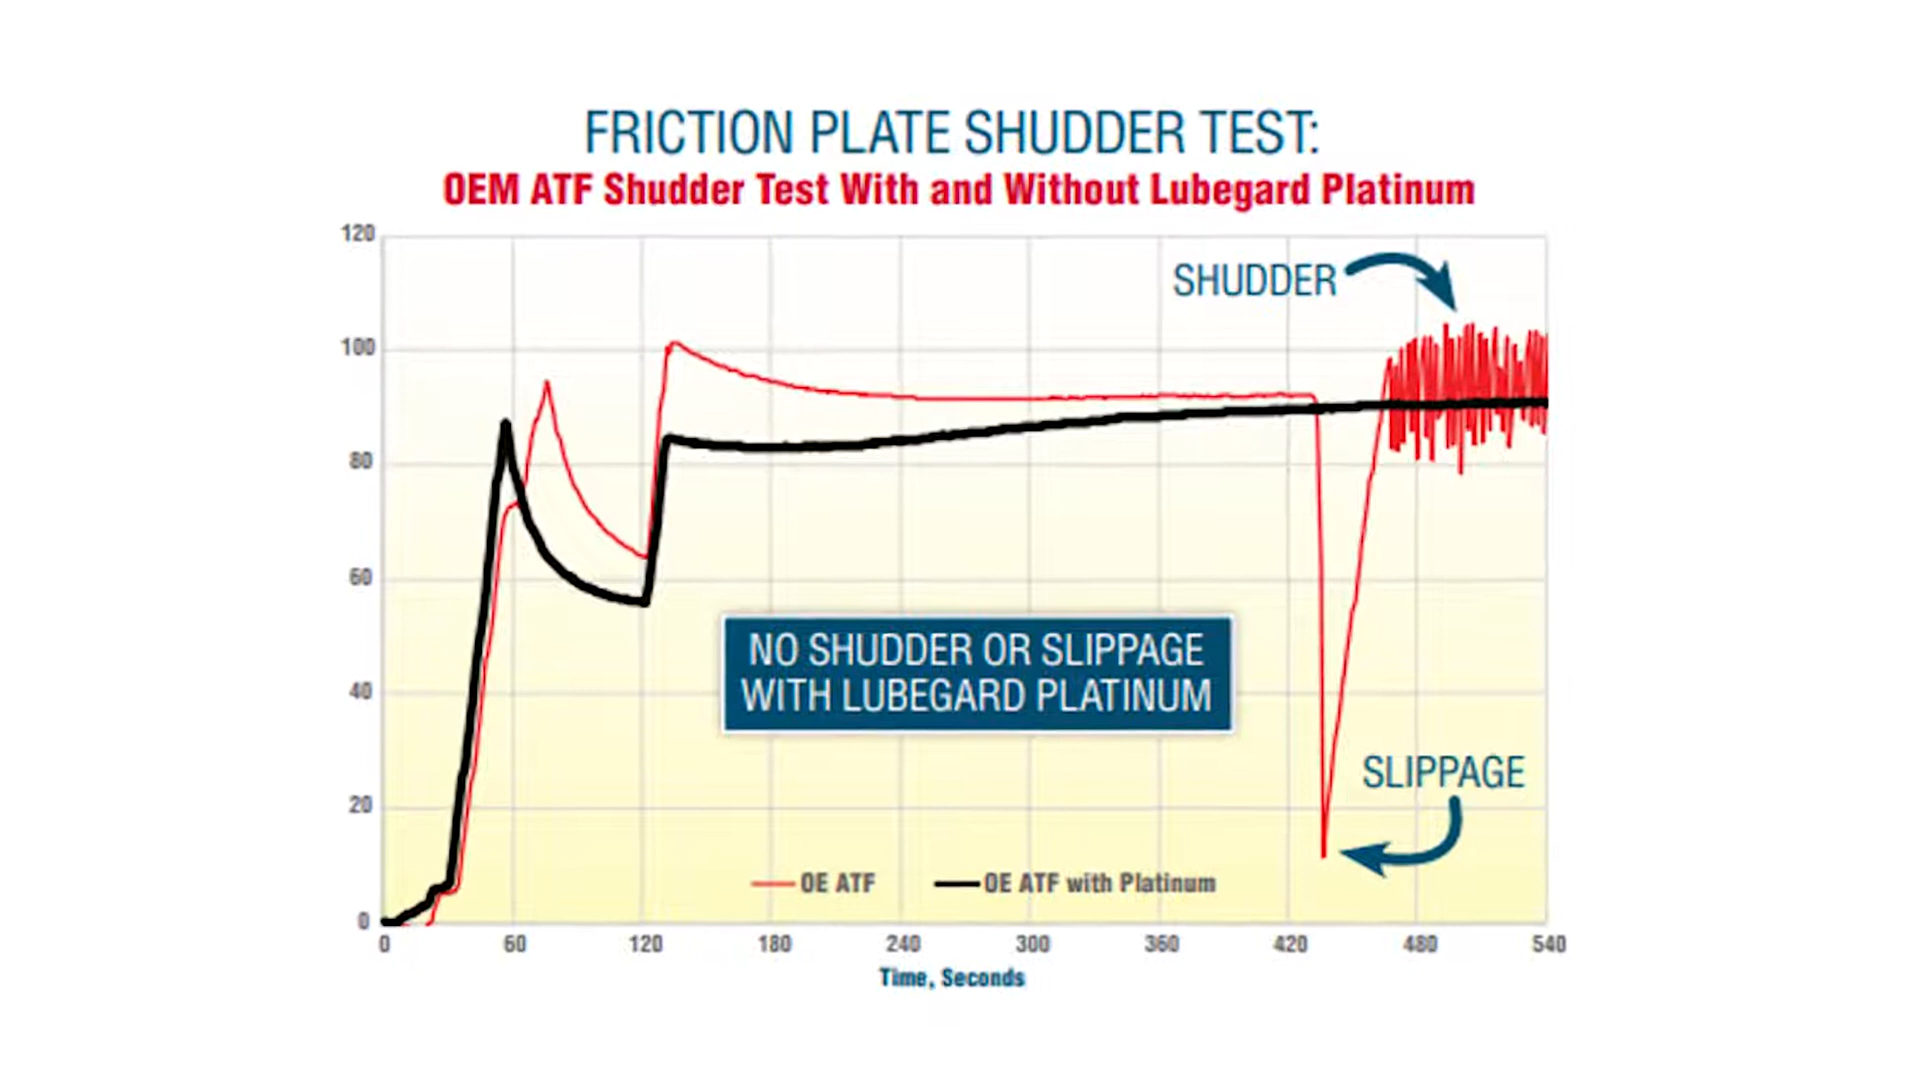 FRICTION PLATE SHUDDER TEST:
OEM ATF Shudder Test With and Without Lubegard Platinum
120
100
80
60
40
20
0
SHUDDER
NO SHUDDER OR SLIPPAGE
WITH LUBEGARD PLATINUM
SLIPPAGE
OE ATF OE ATF with Platinum
0 60 120 180 240 300 360 420 480 540
Time, Seconds